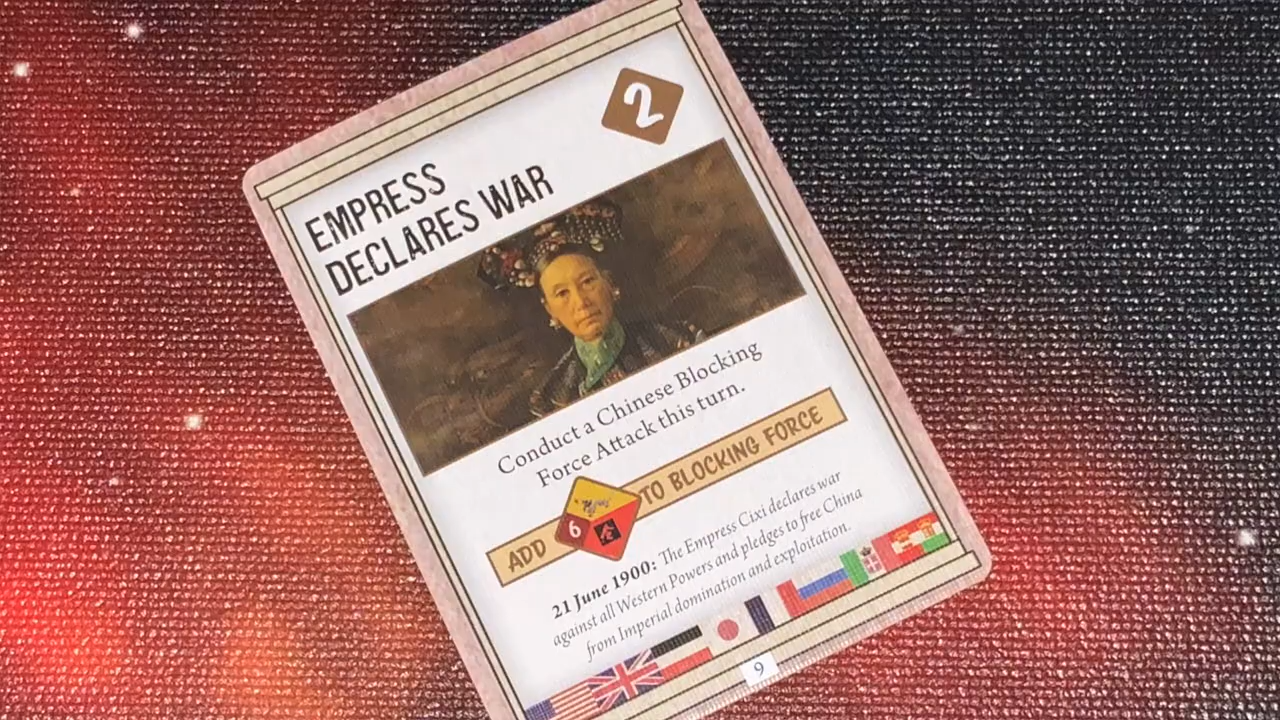 2
EMPRESS
DECLARES WAR
Conduct a Chinese Blocking
Force Attack this turn.
ADD 6 TO BLOCKING FORCE
21 June 1900: The Empress Cixi declares war
against all Western Powers and pledges to free China
from Imperial domination and exploitation.
9